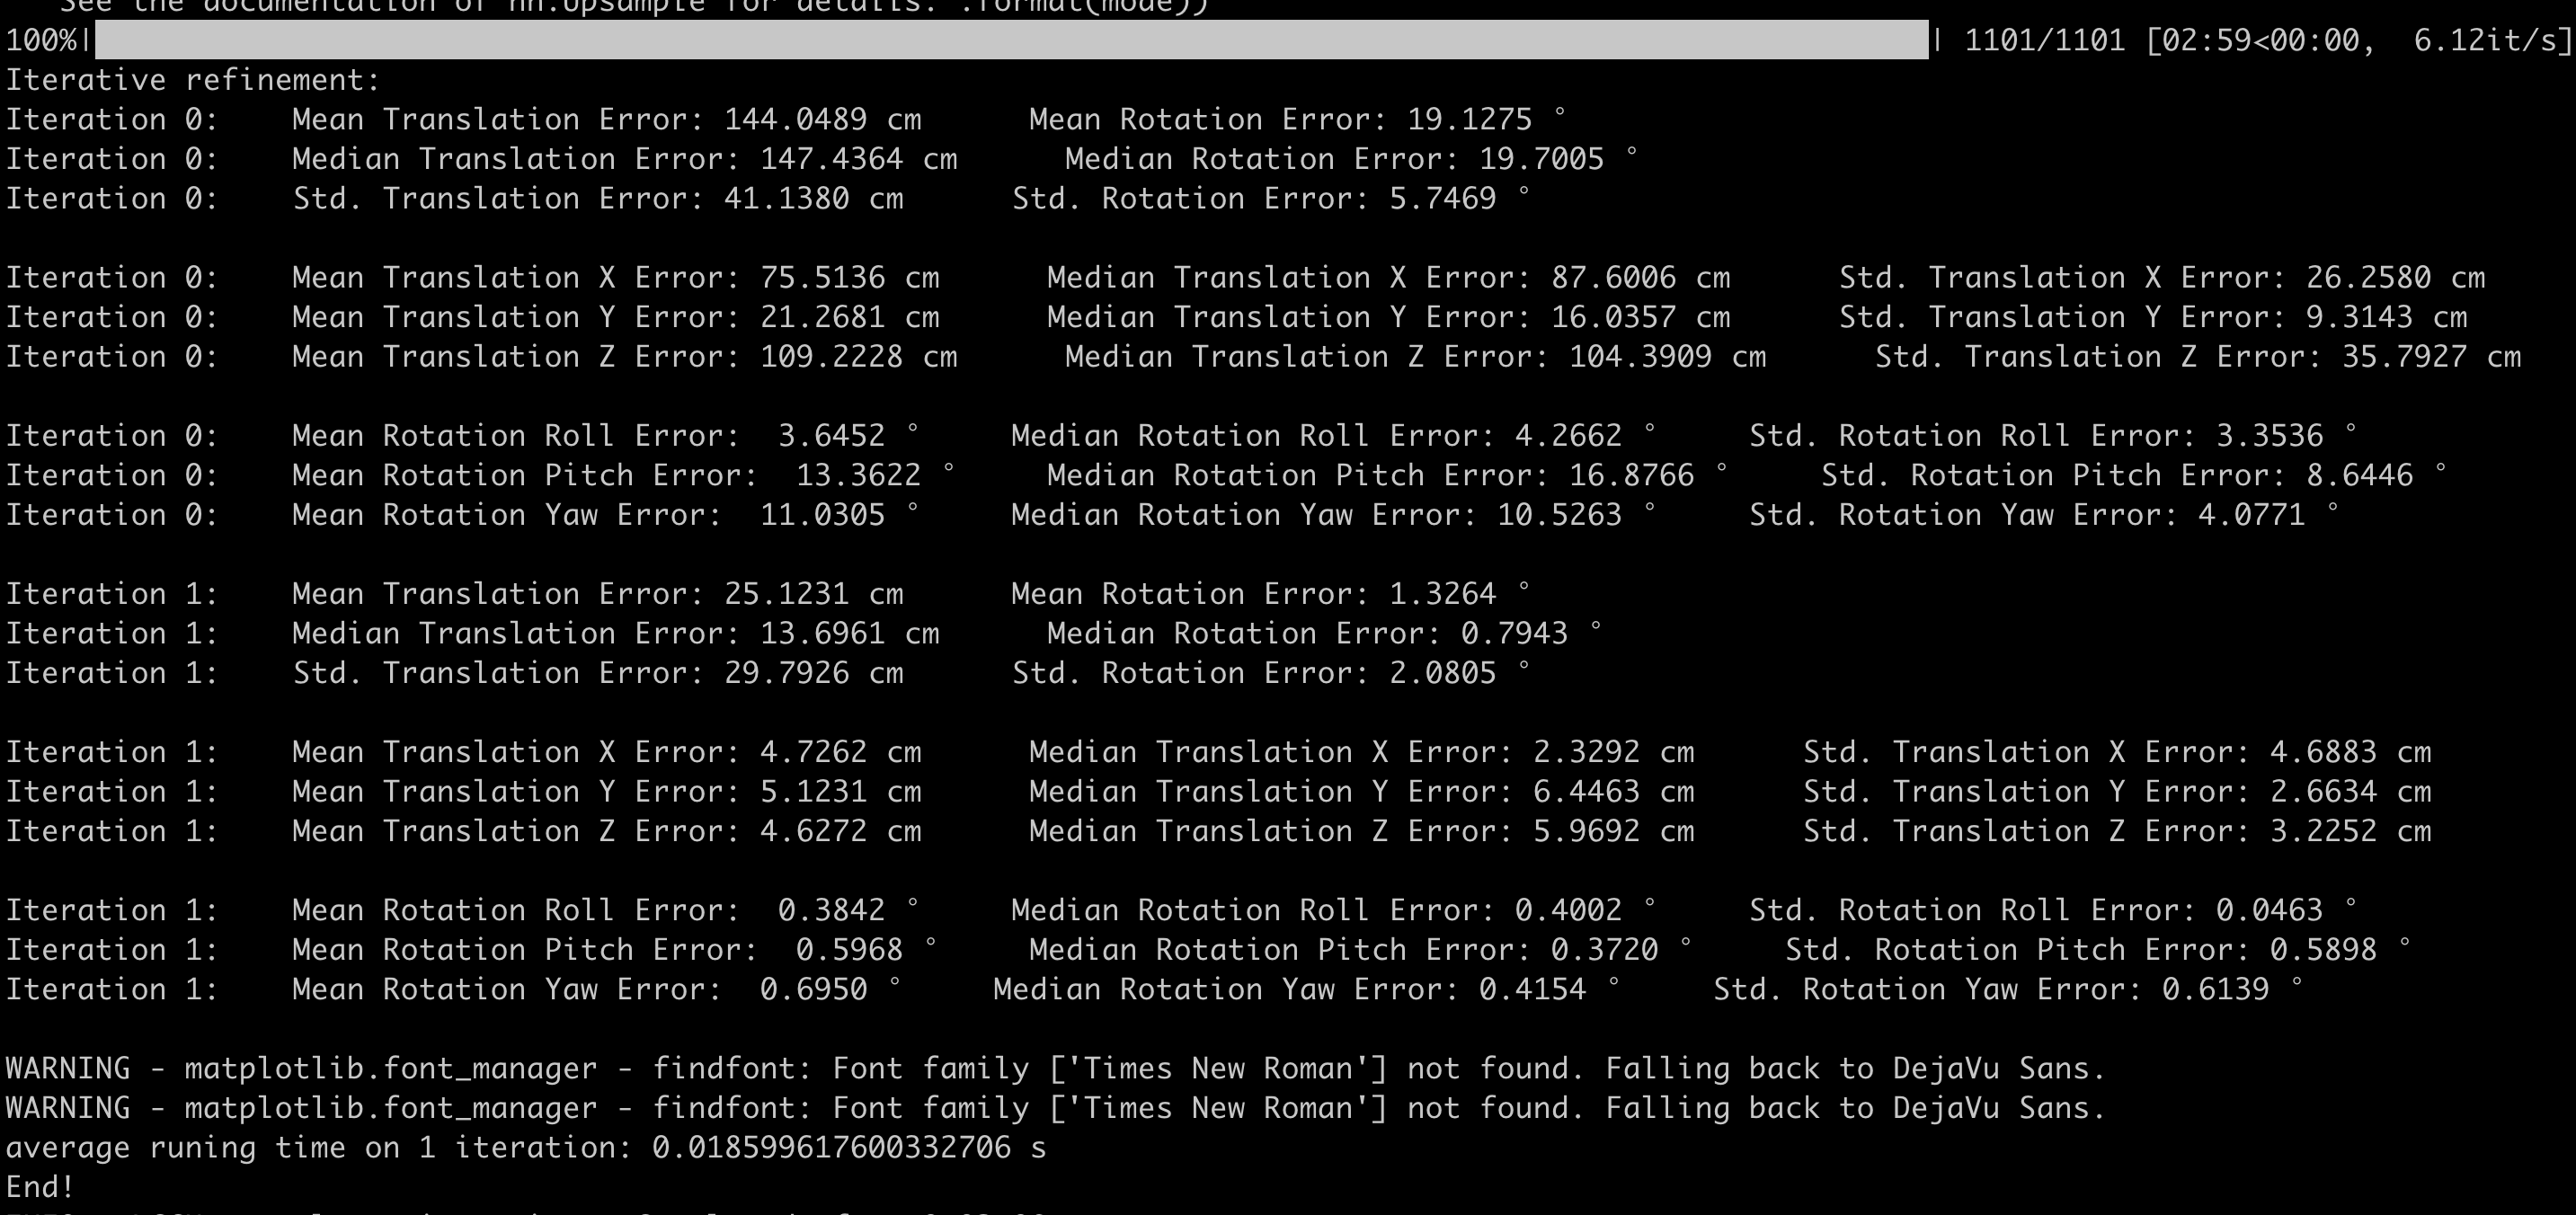 See the documentation of nn.Upsample for details.".format(mode))
100%| | 1101/1101 [02:59<00:00, 6.12it/s]
Iterative refinement:
Iteration 0: Mean Translation Error: 144.0489 cm Mean Rotation Error: 19.1275 °
Iteration 0: Median Translation Error: 147.4364 cm Median Rotation Error: 19.7005 °
Iteration 0: Std. Translation Error: 41.1380 cm Std. Rotation Error: 5.7469 °
Iteration 0: Mean Translation X Error: 75.5136 cm Median Translation X Error: 87.6006 cm Std. Translation X Error: 26.2580 cm
Iteration 0: Mean Translation Y Error: 21.2681 cm Median Translation Y Error: 16.0357 cm Std. Translation Y Error: 9.3143 cm
Iteration 0: Mean Translation Z Error: 109.2228 cm Median Translation Z Error: 104.3909 cm Std. Translation Z Error: 35.7927 cm
Iteration 0: Mean Rotation Roll Error: 3.6452 ° Median Rotation Roll Error: 4.2662 ° Std. Rotation Roll Error: 3.3536 °
Iteration 0: Mean Rotation Pitch Error: 13.3622 ° Median Rotation Pitch Error: 16.8766 ° Std. Rotation Pitch Error: 8.6446 °
Iteration 0: Mean Rotation Yaw Error: 11.0305 ° Median Rotation Yaw Error: 10.5263 ° Std. Rotation Yaw Error: 4.0771 °
Iteration 1: Mean Translation Error: 25.1231 cm Mean Rotation Error: 1.3264 °
Iteration 1: Median Translation Error: 13.6961 cm Median Rotation Error: 0.7943 °
Iteration 1: Std. Translation Error: 29.7926 cm Std. Rotation Error: 2.0805 °
Iteration 1: Mean Translation X Error: 4.7262 cm Median Translation X Error: 2.3292 cm Std. Translation X Error: 4.6883 cm
Iteration 1: Mean Translation Y Error: 5.1231 cm Median Translation Y Error: 6.4463 cm Std. Translation Y Error: 2.6634 cm
Iteration 1: Mean Translation Z Error: 4.6272 cm Median Translation Z Error: 5.9692 cm Std. Translation Z Error: 3.2252 cm
Iteration 1: Mean Rotation Roll Error: 0.3842 ° Median Rotation Roll Error: 0.4002 ° Std. Rotation Roll Error: 0.0463 °
Iteration 1: Mean Rotation Pitch Error: 0.5968 ° Median Rotation Pitch Error: 0.3720 ° Std. Rotation Pitch Error: 0.5898 °
Iteration 1: Mean Rotation Yaw Error: 0.6950 ° Median Rotation Yaw Error: 0.4154 ° Std. Rotation Yaw Error: 0.6139 °
WARNING - matplotlib.font_manager - findfont: Font family ['Times New Roman'] not found. Falling back to DejaVu Sans.
WARNING - matplotlib.font_manager - findfont: Font family ['Times New Roman'] not found. Falling back to DejaVu Sans.
average runing time on 1 iteration: 0.018599617600332706 s
End!